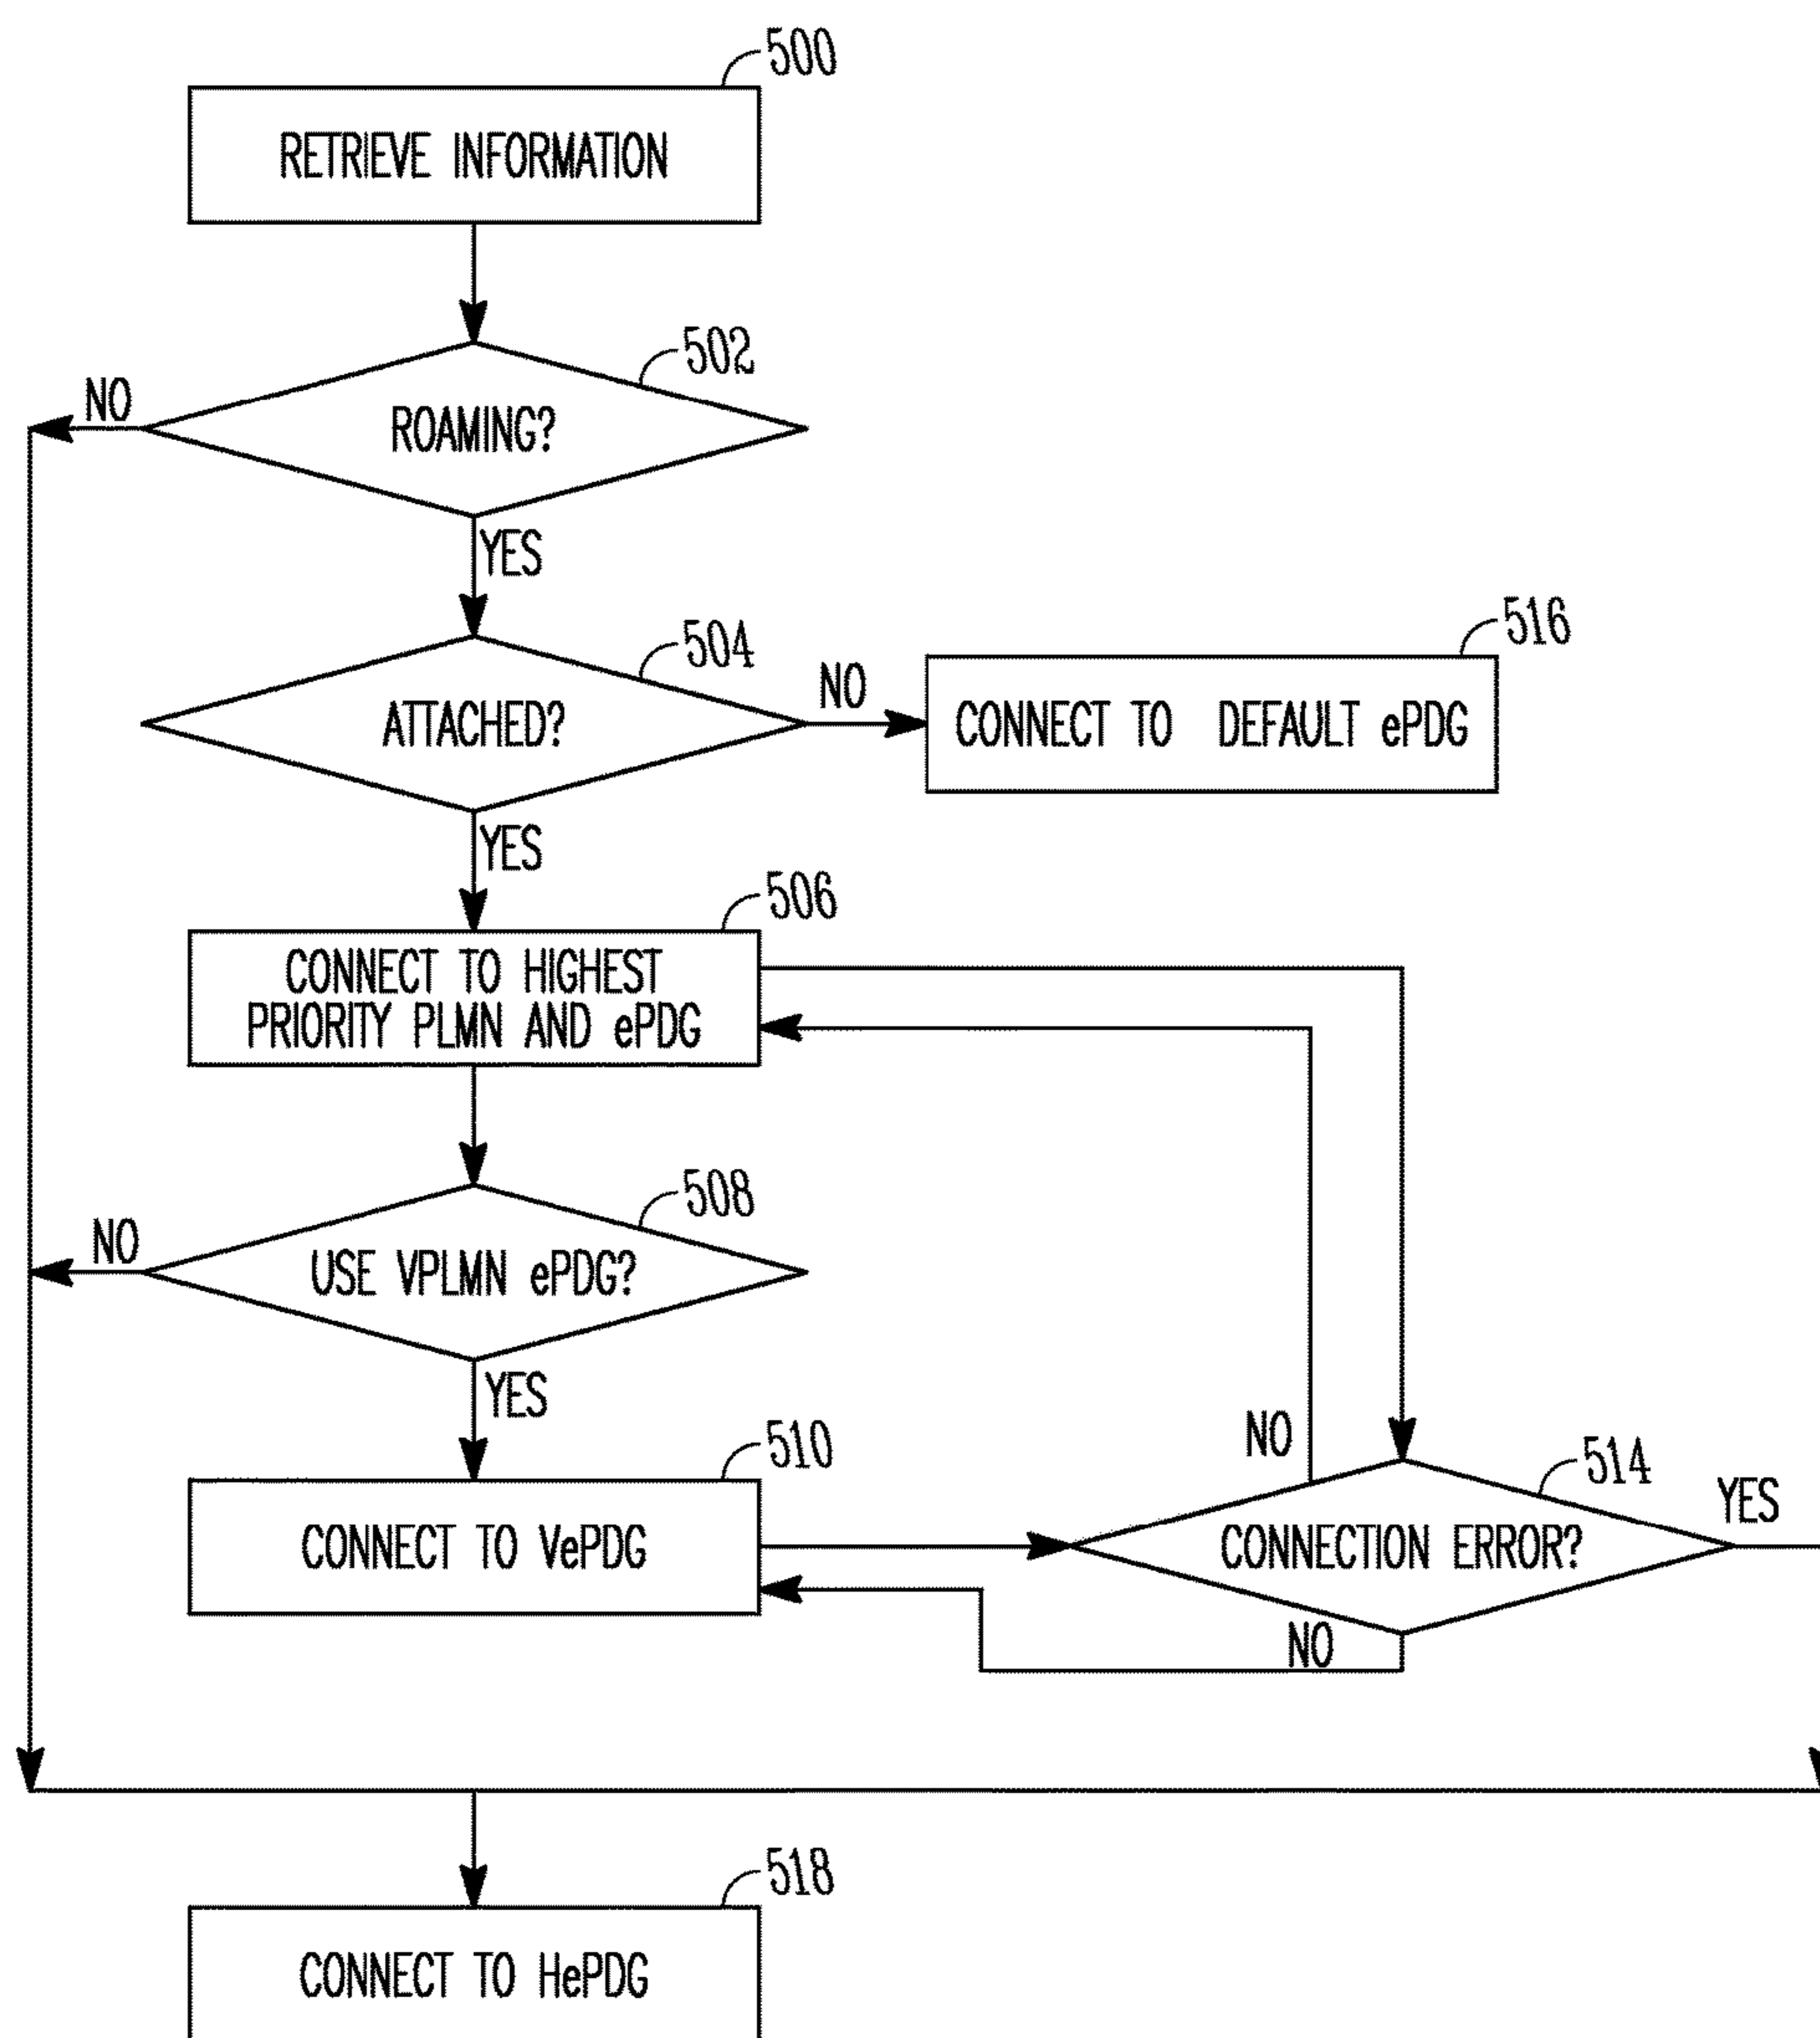 500
RETRIEVE INFORMATION
502
NO
ROAMING?
YES
504
516
NO
ATTACHED?
CONNECT TO DEFAULT ePDG
YES
506
CONNECT TO HIGHEST
PRIORITY PLMN AND ePDG
508
NO
USE VPLMN ePDG?
YES
510
NO
514
YES
CONNECT TO VePDG
CONNECTION ERROR?
NO
518
CONNECT TO HePDG